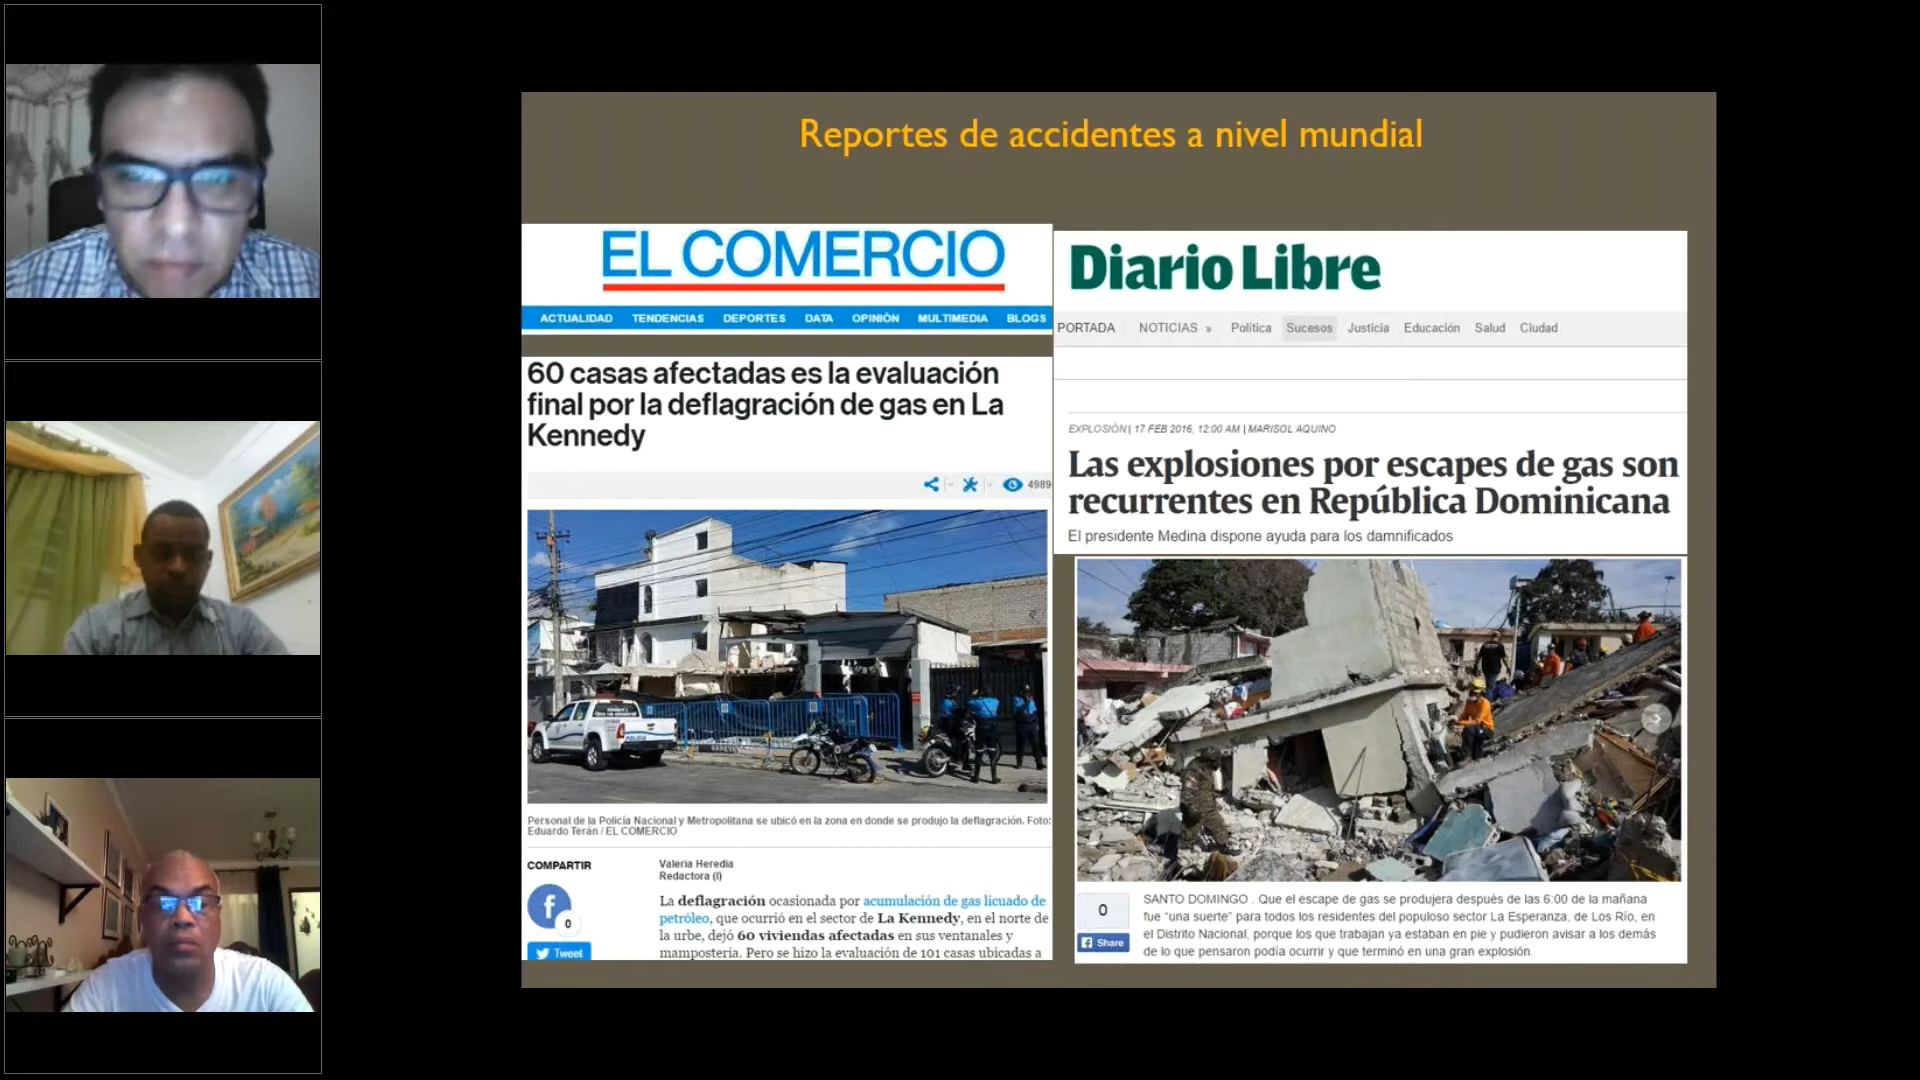 Reportes de accidentes a nivel mundial
EL COMERCIO
ACTUALIDAD TENDENCIAS DEPORTES DATA OPINIÓN MULTIMEDIA BLOGS
60 casas afectadas es la evaluación
final por la deflagración de gas en La
Kennedy
4989
POLICIA
Personal de la Policía Nacional y Metropolitana se ubicó en la zona en donde se produjo la deflagración. Foto:
Eduardo Terán / EL COMERCIO
COMPARTIR
0
Tweet
Valeria Heredia
Redactora (I)
La deflagración ocasionada por acumulación de gas licuado de
petróleo, que ocurrió en el sector de La Kennedy, en el norte de
la urbe, dejó 60 viviendas afectadas en sus ventanales y
mampostería. Pero se hizo la evaluación de 101 casas ubicadas a
Diario Libre
PORTADA NOTICIAS » Política Sucesos Justicia Educación Salud Ciudad
EXPLOSIÓN | 17 FEB 2016, 12:00 AM | MARISOL AQUINO
Las explosiones por escapes de gas son
recurrentes en República Dominicana
El presidente Medina dispone ayuda para los damnificados
0
Share
SANTO DOMINGO . Que el escape de gas se produjera después de las 6:00 de la mañana
fue “una suerte” para todos los residentes del populoso sector La Esperanza, de Los Río, en
el Distrito Nacional, porque los que trabajan ya estaban en pie y pudieron avisar a los demás
de lo que pensaron podía ocurrir y que terminó en una gran explosión.